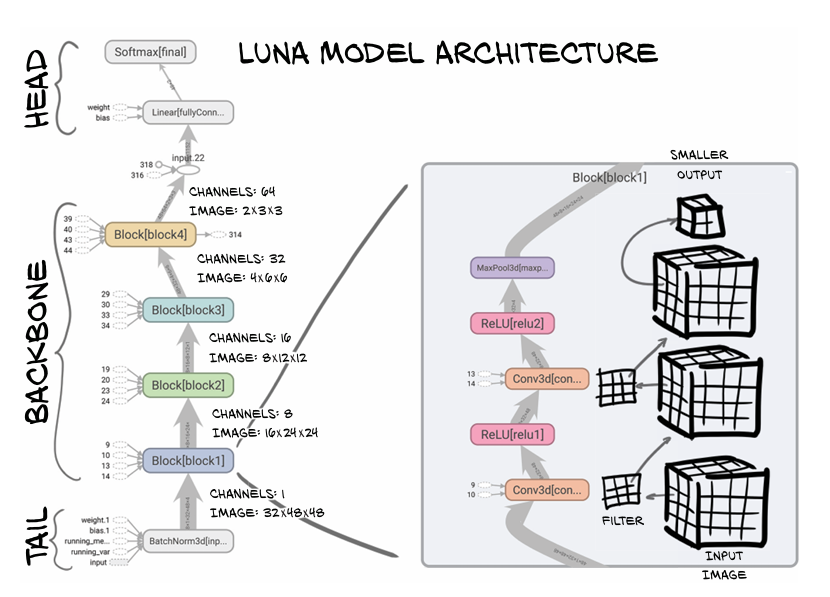 LUNA MODEL ARCHITECTURE
HEAD
Softmax[final]
weight
bias
Linear[fullyConn...
input.22
318
316
CHANNELS: 64
IMAGE: 2x3x3
BACKBONE
39
40
43
44
Block[block4]
314
CHANNELS: 32
IMAGE: 4x6x6
29
30
33
34
Block[block3]
CHANNELS: 16
IMAGE: 8x12x12
19
20
23
24
Block[block2]
CHANNELS: 8
IMAGE: 16x24x24
9
10
13
14
Block[block1]
CHANNELS: 1
IMAGE: 32x48x48
TAIL
weight.1
bias.1
running_me...
running_var
input
BatchNorm3d[inp...
Block[block1]
SMALLER
OUTPUT
MaxPool3d[maxp...
ReLU[relu2]
13
14
Conv3d[con...
ReLU[relu1]
9
10
Conv3d[con...
FILTER
INPUT
IMAGE